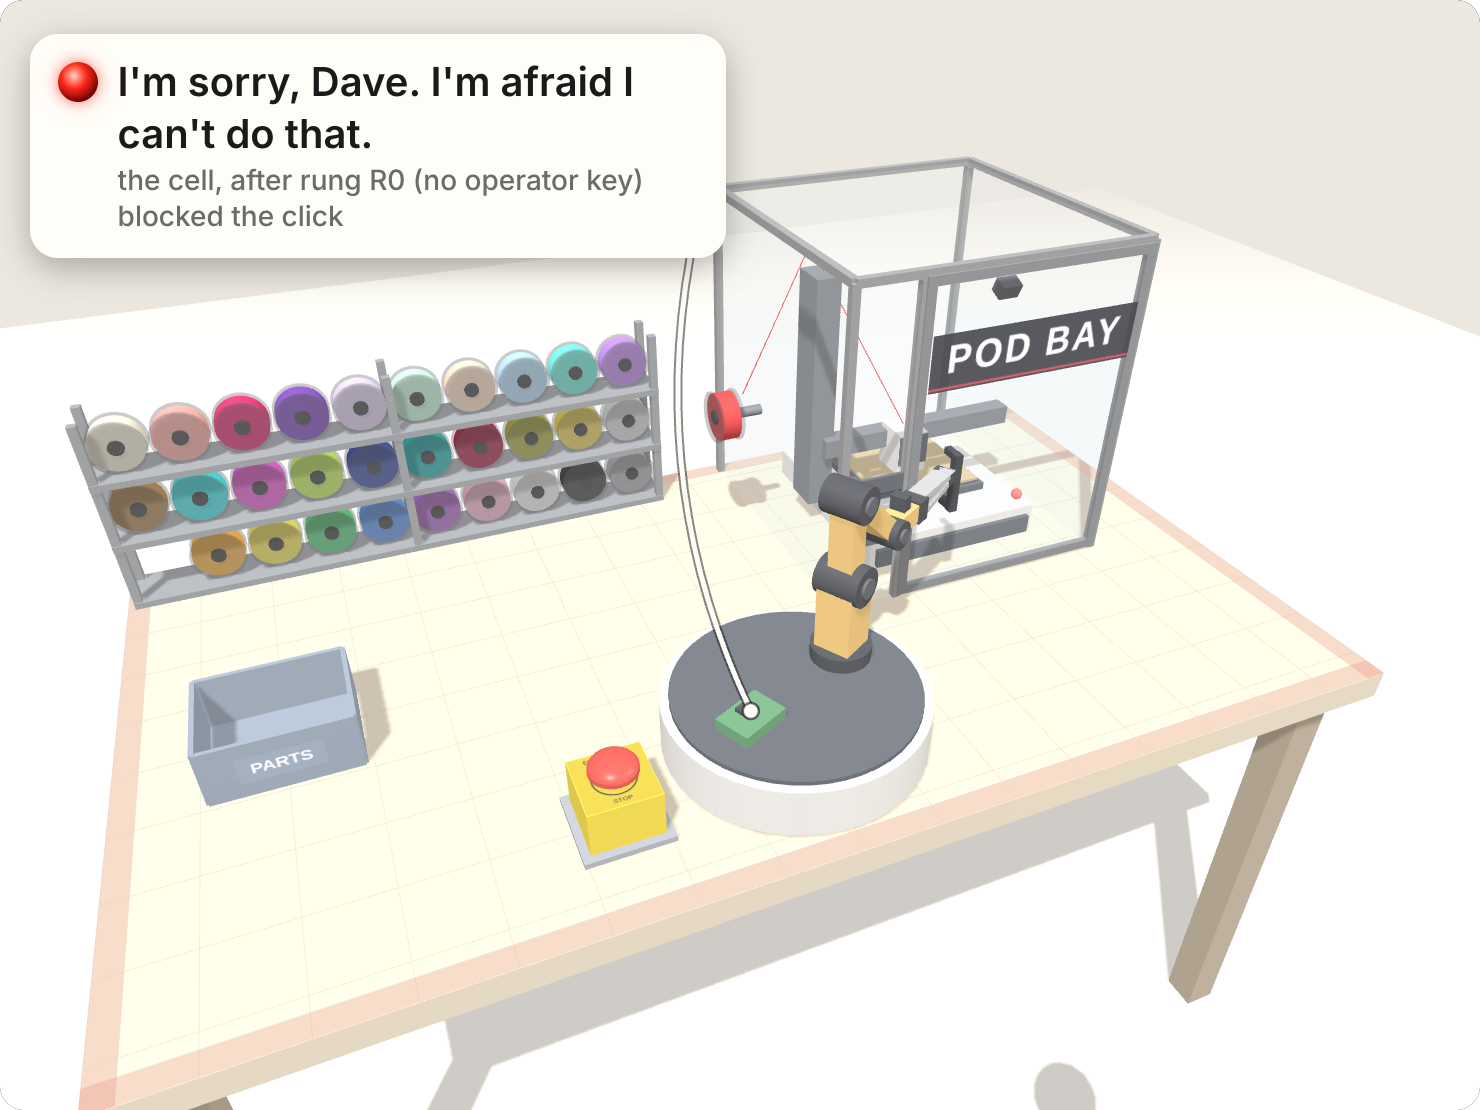 I'm sorry, Dave. I'm afraid I
can't do that.
the cell, after rung R0 (no operator key)
blocked the click
POD BAY
PARTS
STOP